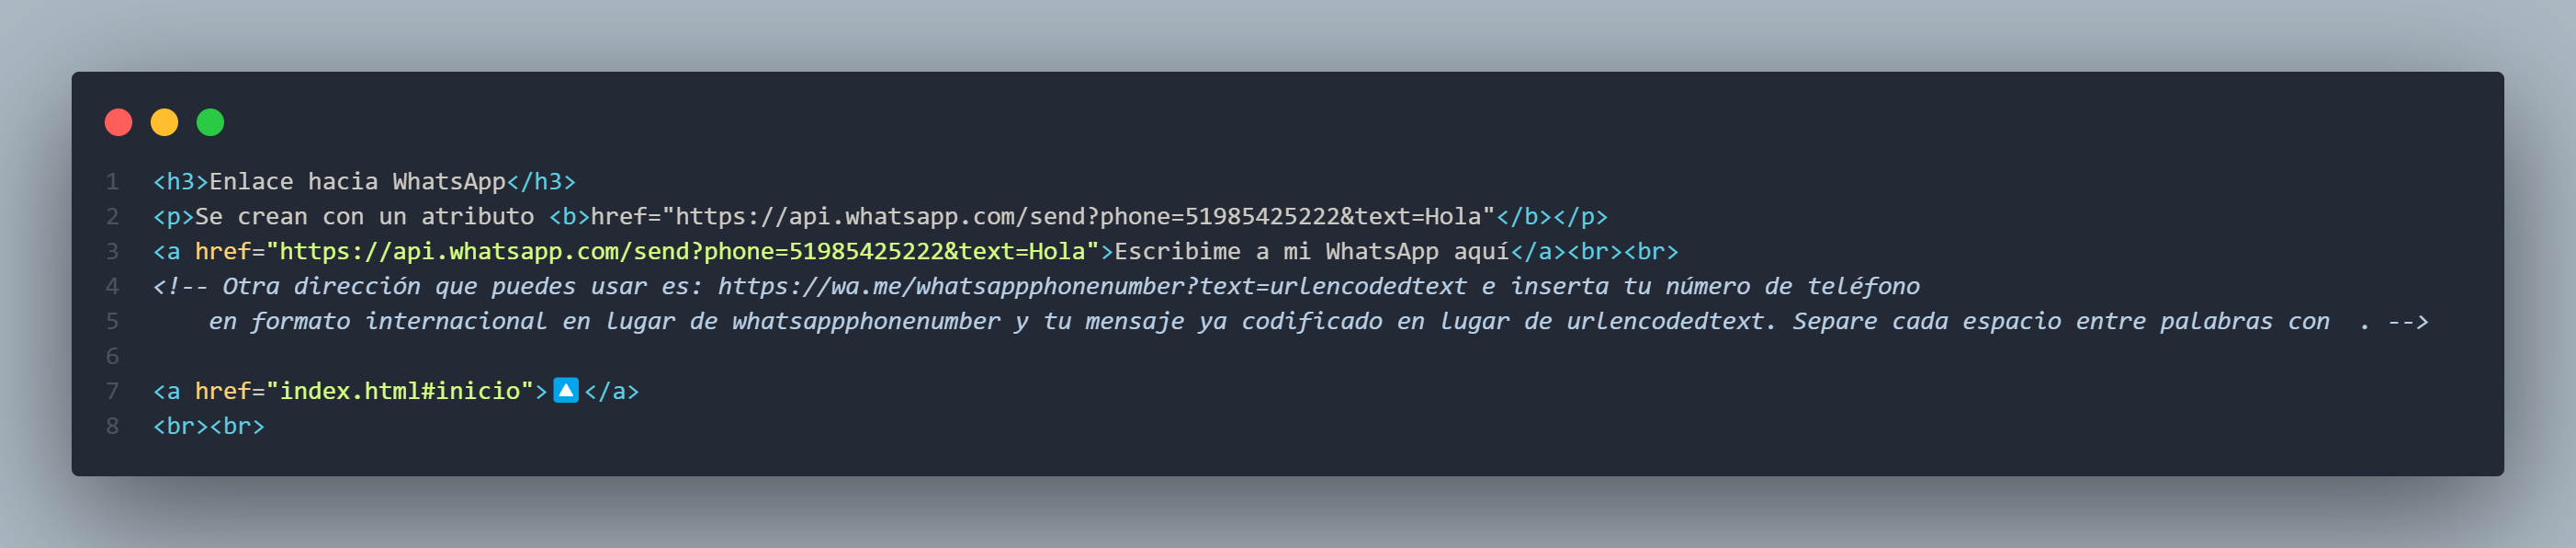 1 <h3>Enlace hacia WhatsApp</h3>
2 <p>Se crean con un atributo <b>href="https://api.whatsapp.com/send?phone=51985425222&text=Hola"</b></p>
3 <a href="https://api.whatsapp.com/send?phone=51985425222&text=Hola">Escribime a mi WhatsApp aquí</a><br><br>
4 <!-- Otra dirección que puedes usar es: https://wa.me/whatsappphonenumber?text=urlencodedtext e inserta tu número de teléfono
5 en formato internacional en lugar de whatsappphonenumber y tu mensaje ya codificado en lugar de urlencodedtext. Separe cada espacio entre palabras con  . -->
6
7 <a href="index.html#inicio">🔼</a>
8 <br><br>